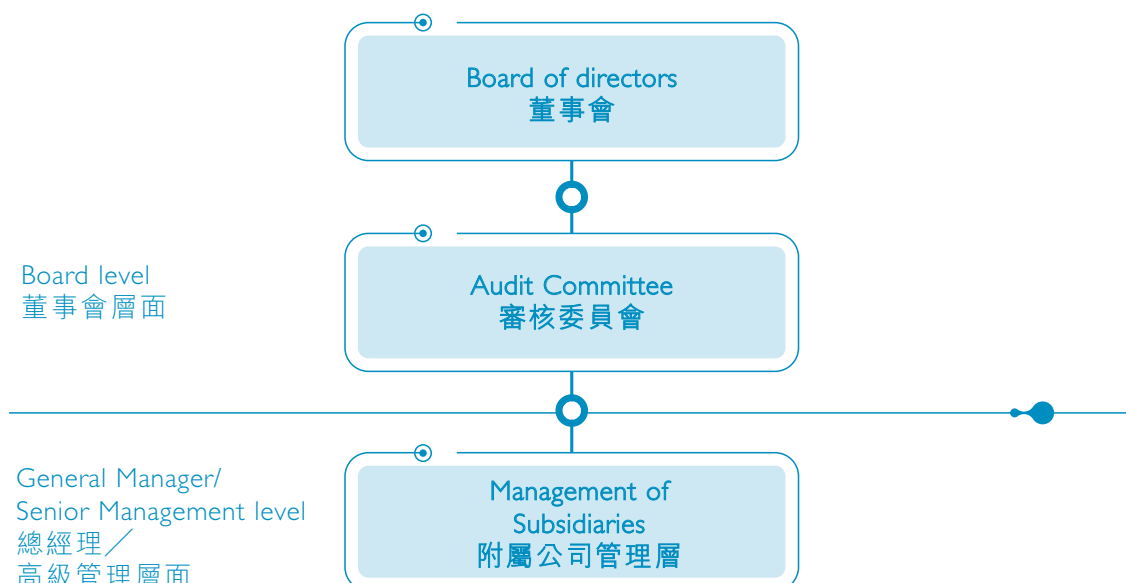 Board of directors
董事會
Board level
董事會層面
Audit Committee
審核委員會
General Manager/
Senior Management level
總經理／
高級管理層面
Management of
Subsidiaries
附屬公司管理層